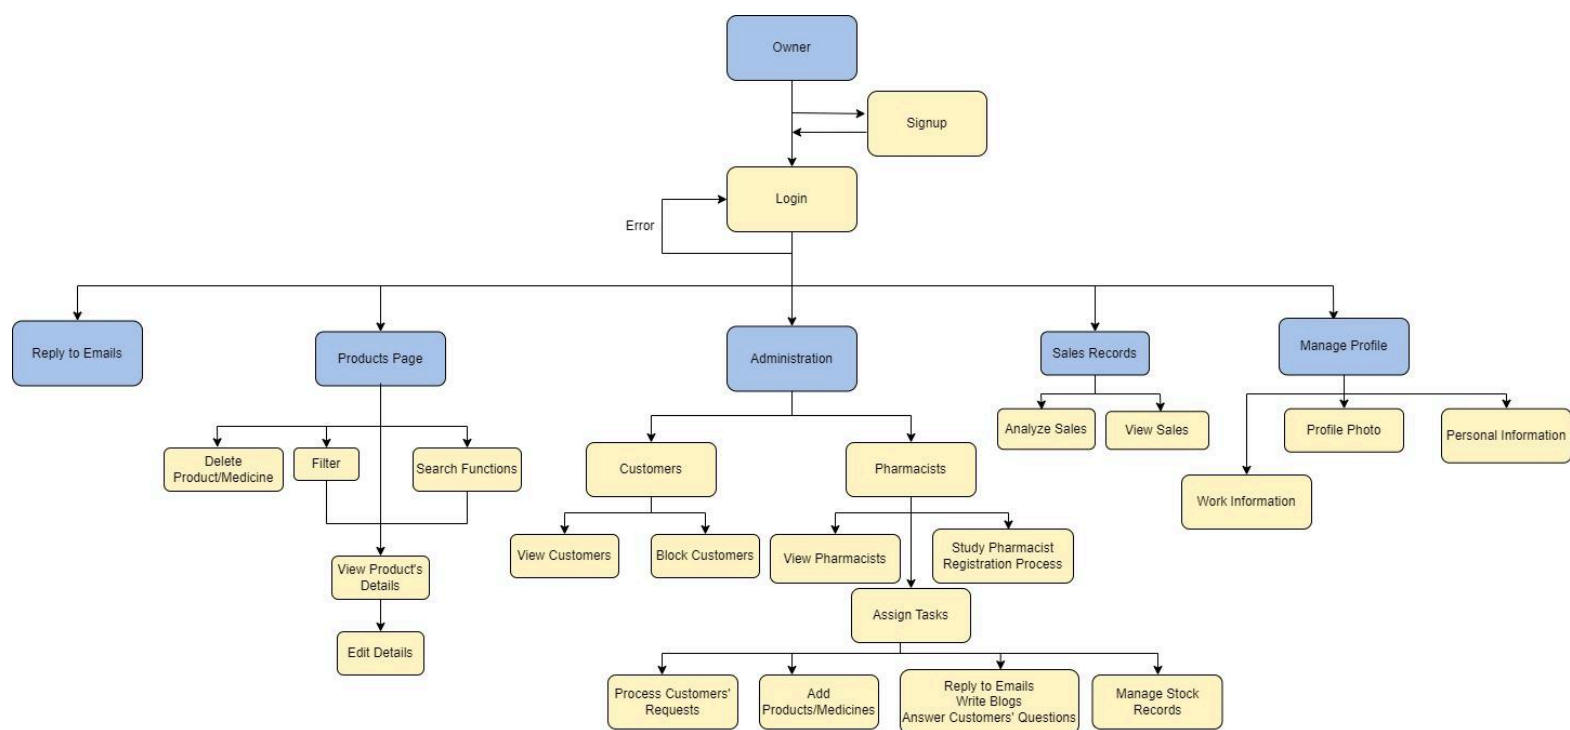 Owner
Signup
Login
Error
Reply to Emails
Products Page
Administration
Sales Records
Manage Profile
Delete
Product/Medicine
Filter
Search Functions
Customers
Pharmacists
Analyze Sales
View Sales
Profile Photo
Personal Information
Work Information
View Customers
Block Customers
View Pharmacists
Study Pharmacist
Registration Process
View Product's
Details
Assign Tasks
Edit Details
Process Customers'
Requests
Add
Products/Medicines
Reply to Emails
Write Blogs
Answer Customers' Questions
Manage Stock
Records